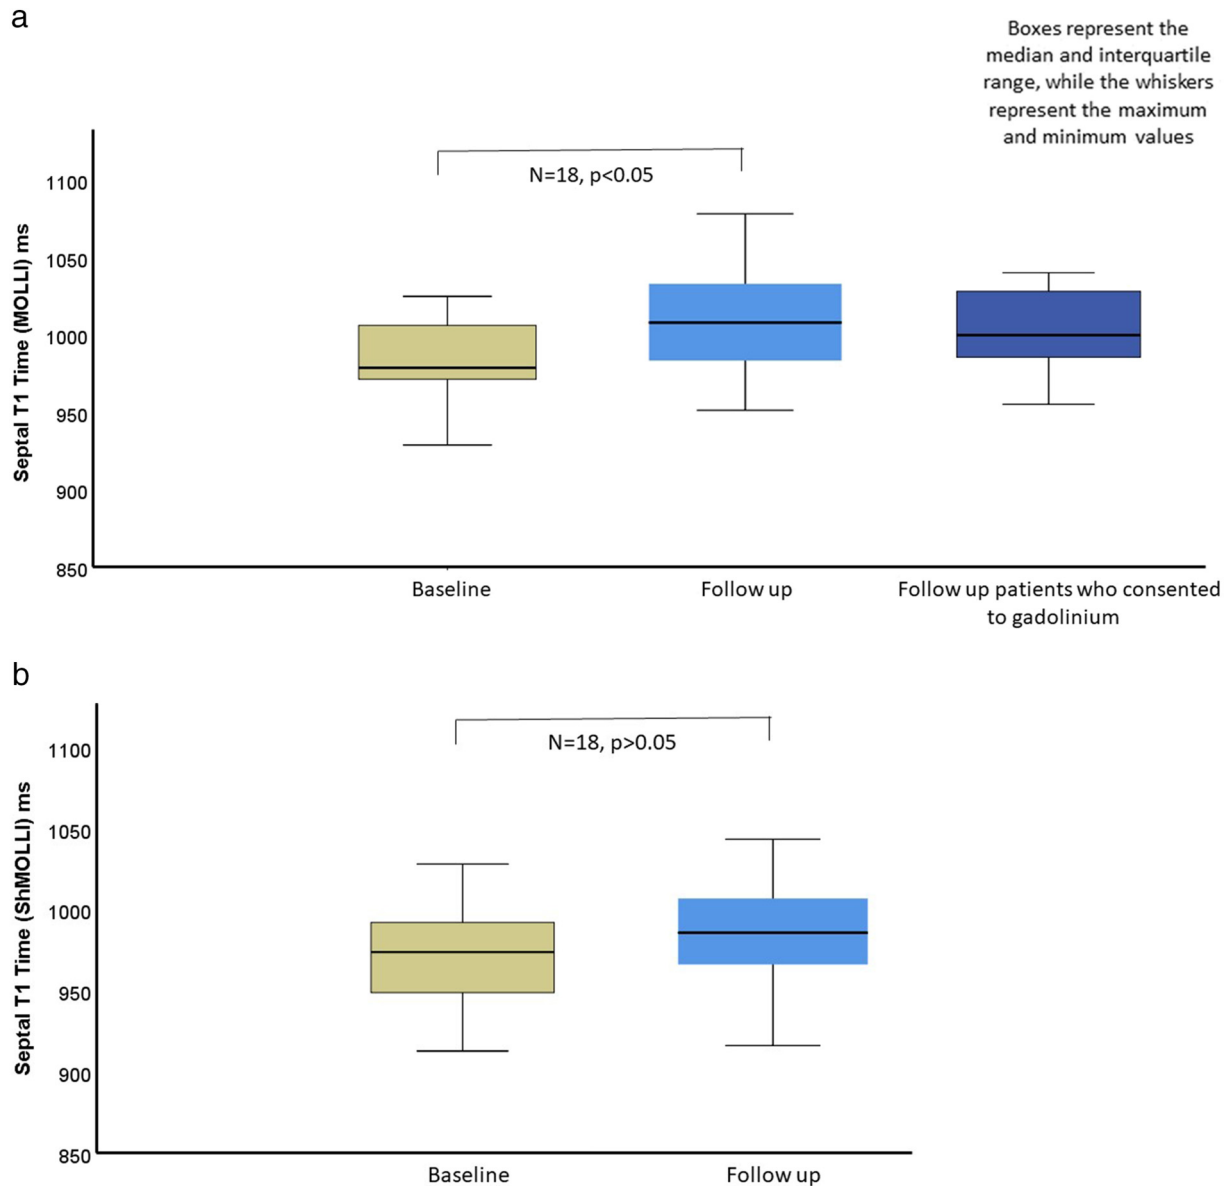 a
Boxes represent the
median and interquartile
range, while the whiskers
represent the maximum
and minimum values
N=18, p<0.05
Septal T1 Time (MOLLI) ms
1100
1050
1000
950
900
850
Baseline
Follow up
Follow up patients who consented
to gadolinium
b
N=18, p>0.05
Septal T1 Time (ShMOLLI) ms
1100
1050
1000
950
900
850
Baseline
Follow up